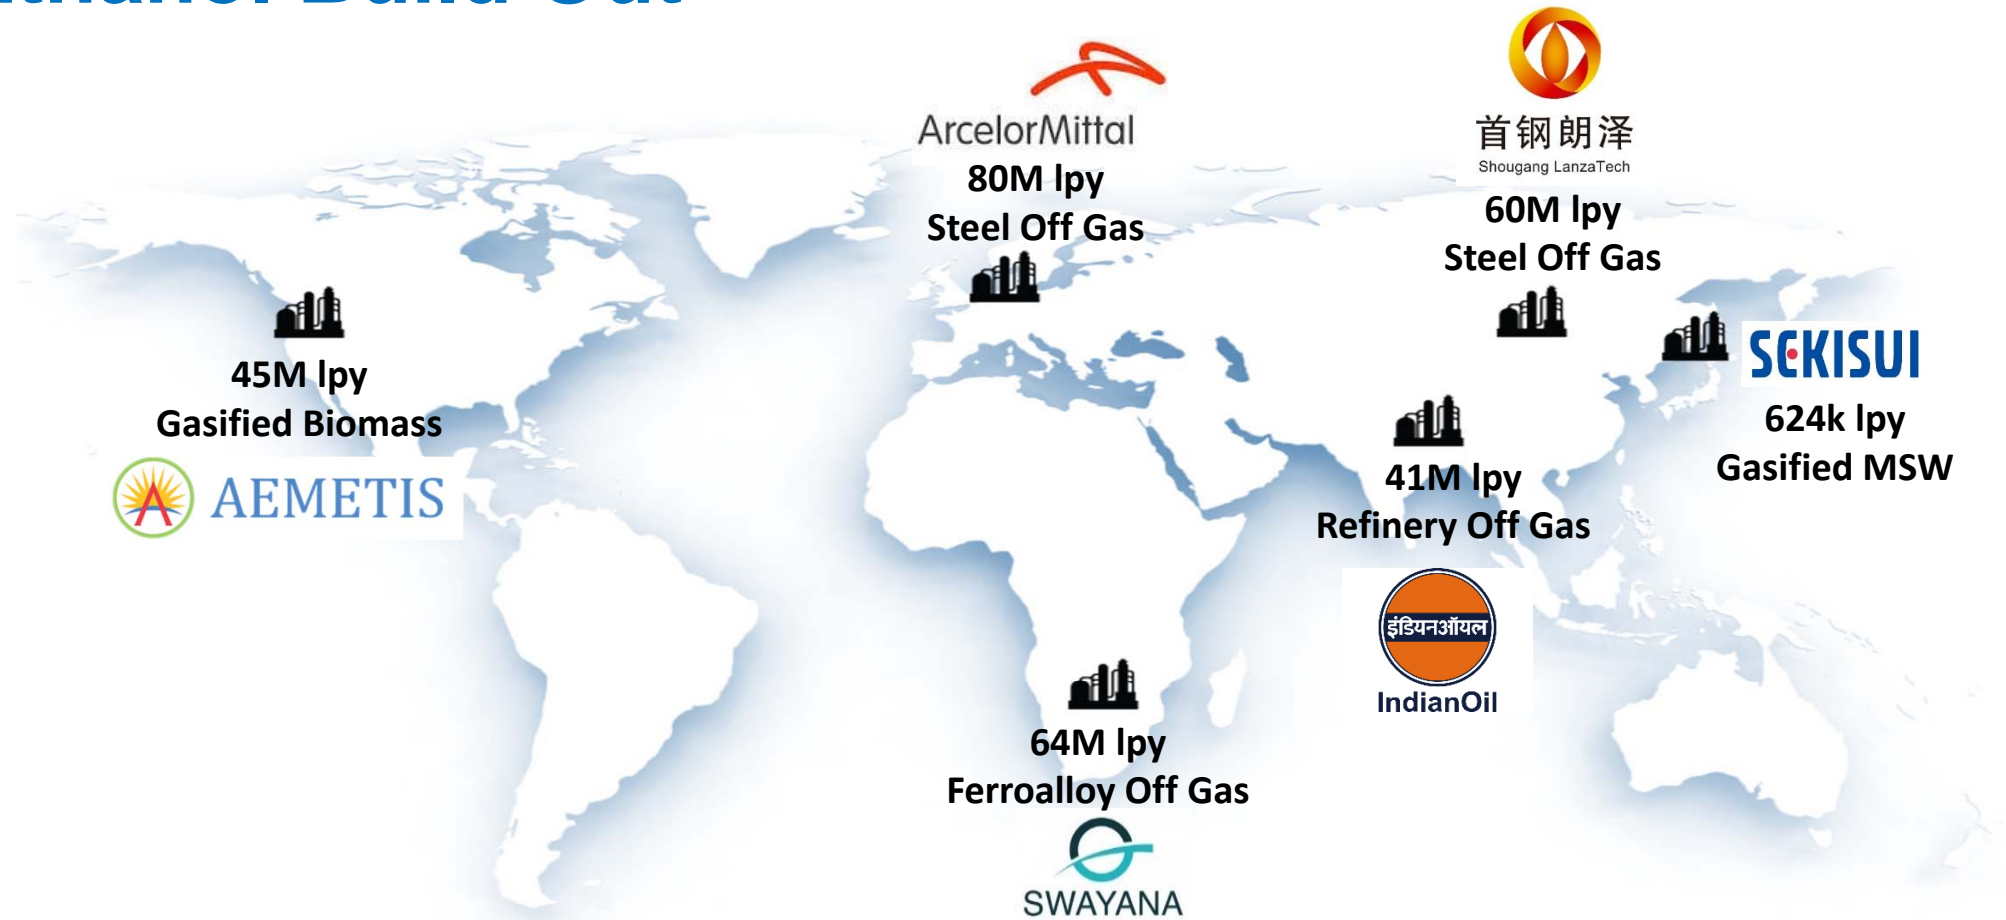 ArcelorMittal
80M lpy
Steel Off Gas
首钢朗泽
Shougang LanzaTech
60M lpy
Steel Off Gas
SEKISUI
624k lpy
Gasified MSW
45M lpy
Gasified Biomass
A AEMETIS
41M lpy
Refinery Off Gas
इंडियनऑयल
IndianOil
64M lpy
Ferroalloy Off Gas
SWAYANA